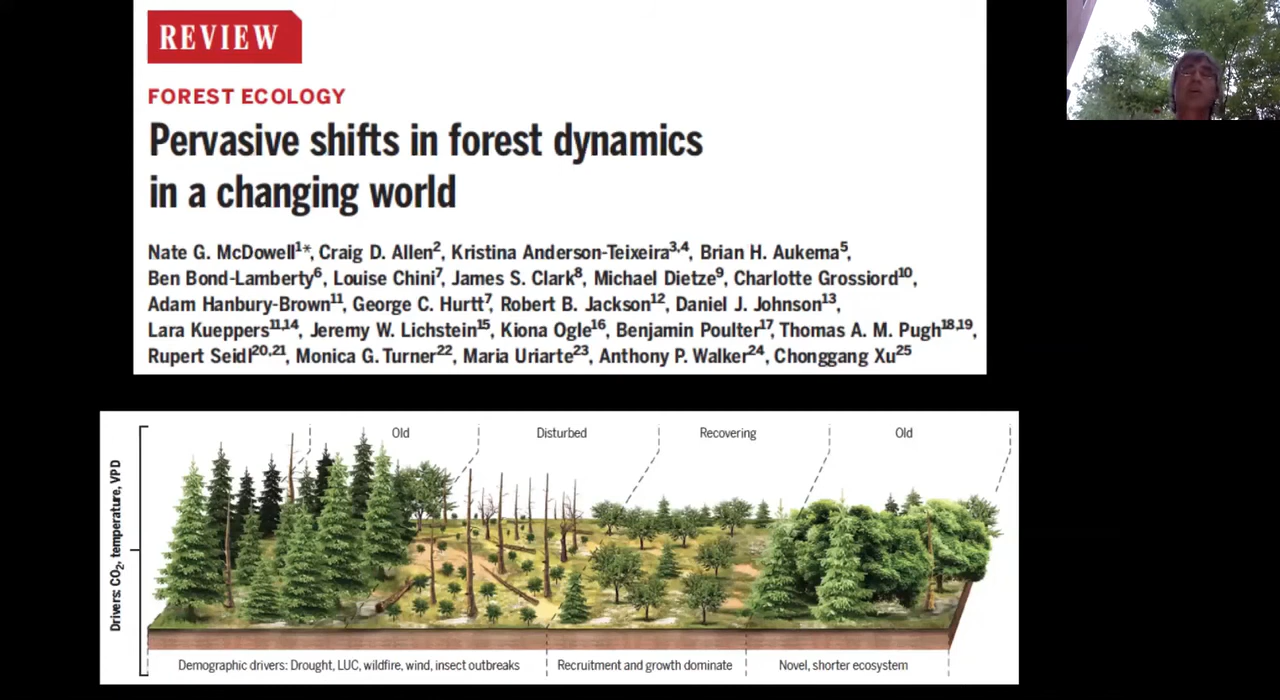 REVIEW
FOREST ECOLOGY
Pervasive shifts in forest dynamics
in a changing world
Nate G. McDowell1*, Craig D. Allen2, Kristina Anderson-Teixeira3,4, Brian H. Aukema5,
Ben Bond-Lamberty6, Louise Chini7, James S. Clark8, Michael Dietze9, Charlotte Grossiord10,
Adam Hanbury-Brown11, George C. Hurtt7, Robert B. Jackson12, Daniel J. Johnson13,
Lara Kueppers11,14, Jeremy W. Lichstein15, Kiona Ogle16, Benjamin Poulter17, Thomas A. M. Pugh18,19,
Rupert Seidl20,21, Monica G. Turner22, Maria Uriarte23, Anthony P. Walker24, Chonggang Xu25
Old
Disturbed
Recovering
Old
Drivers: CO2, temperature, VPD
Demographic drivers: Drought, LUC, wildfire, wind, insect outbreaks
Recruitment and growth dominate
Novel, shorter ecosystem